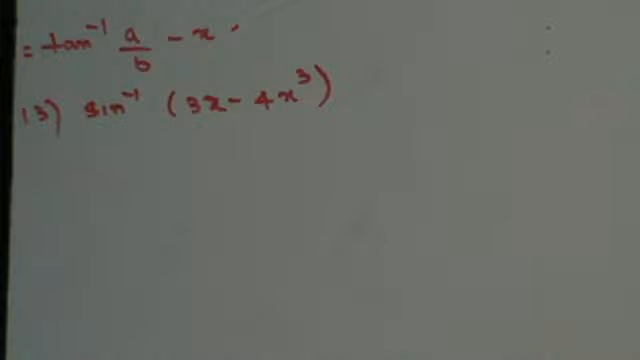 = tan⁻¹ a/b - x .
13) sin⁻¹ (3x - 4x³)